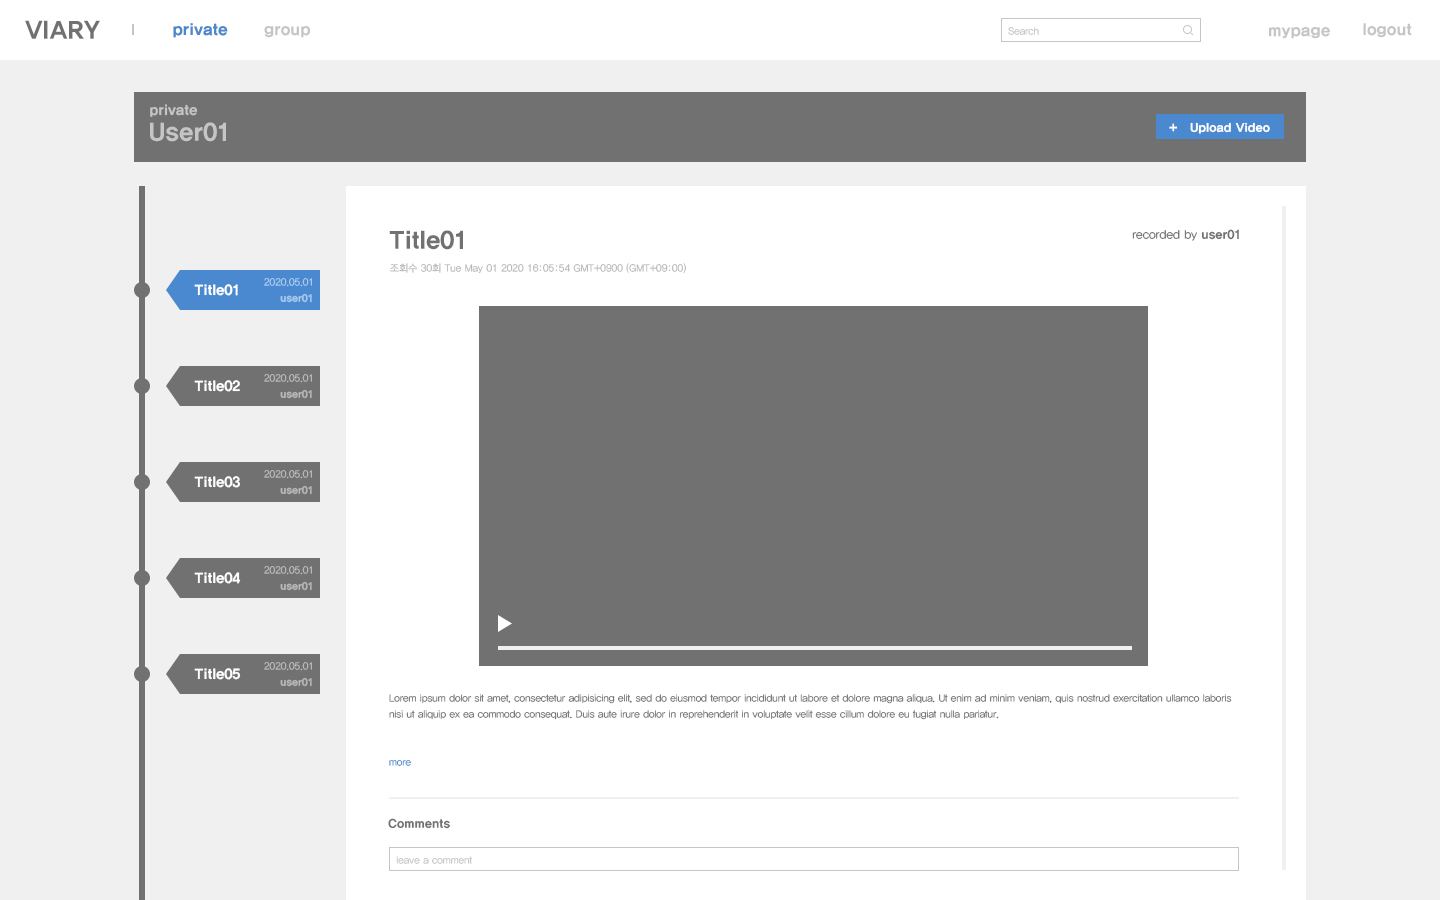 VIARY | private group Search mypage logout
private
User01
+ Upload Video
Title01 2020.05.01
user01
Title02 2020.05.01
user01
Title03 2020.05.01
user01
Title04 2020.05.01
user01
Title05 2020.05.01
user01
Title01
recorded by user01
조회수 30회 Tue May 01 2020 16:05:54 GMT+0900 (GMT+09:00)
Lorem ipsum dolor sit amet, consectetur adipisicing elit, sed do eiusmod tempor incididunt ut labore et dolore magna aliqua. Ut enim ad minim veniam, quis nostrud exercitation ullamco laboris
nisi ut aliquip ex ea commodo consequat. Duis aute irure dolor in reprehenderit in voluptate velit esse cillum dolore eu fugiat nulla pariatur.
more
Comments
leave a comment